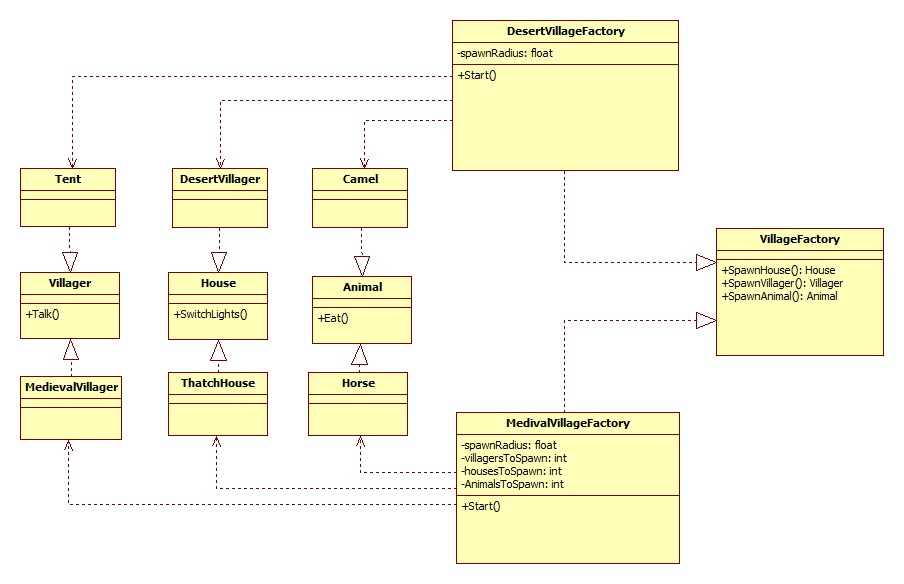 DesertVillageFactory
-spawnRadius: float
+Start()
Tent
DesertVillager
Camel
VillageFactory
+SpawnHouse(): House
+SpawnVillager(): Villager
+SpawnAnimal(): Animal
Villager
+Talk()
House
+SwitchLights()
Animal
+Eat()
MedievalVillager
ThatchHouse
Horse
MedivalVillageFactory
-spawnRadius: float
-villagersToSpawn: int
-housesToSpawn: int
-AnimalsToSpawn: int
+Start()